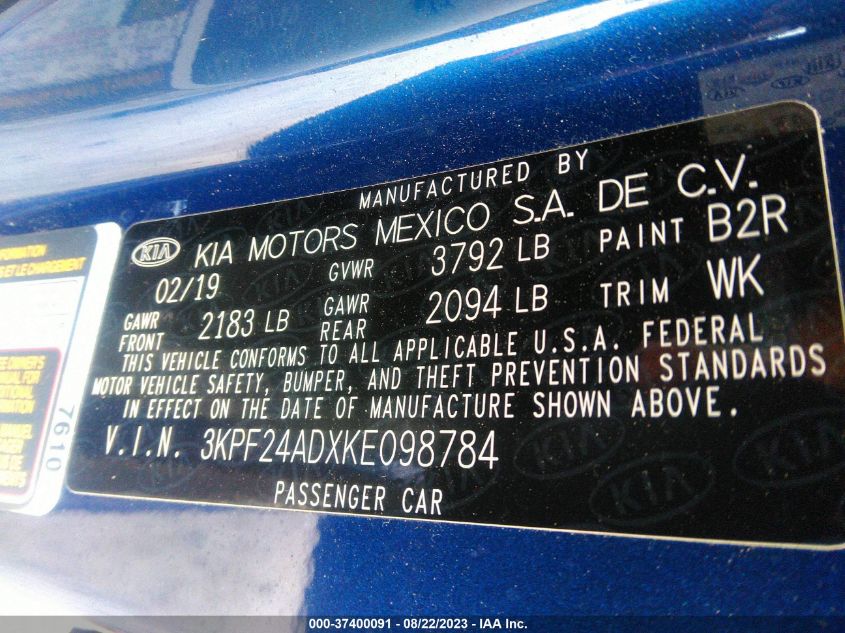 MANUFACTURED BY
KIA KIA MOTORS MEXICO S.A. DE C.V.
02/19 GVWR 3792 LB PAINT B2R
GAWR FRONT 2183 LB GAWR REAR 2094 LB TRIM WK
THIS VEHICLE CONFORMS TO ALL APPLICABLE U.S.A. FEDERAL
MOTOR VEHICLE SAFETY, BUMPER, AND THEFT PREVENTION STANDARDS
IN EFFECT ON THE DATE OF MANUFACTURE SHOWN ABOVE.
V.I.N. 3KPF24ADXKE098784
PASSENGER CAR
7610
000-37400091 - 08/22/2023 - IAA Inc.